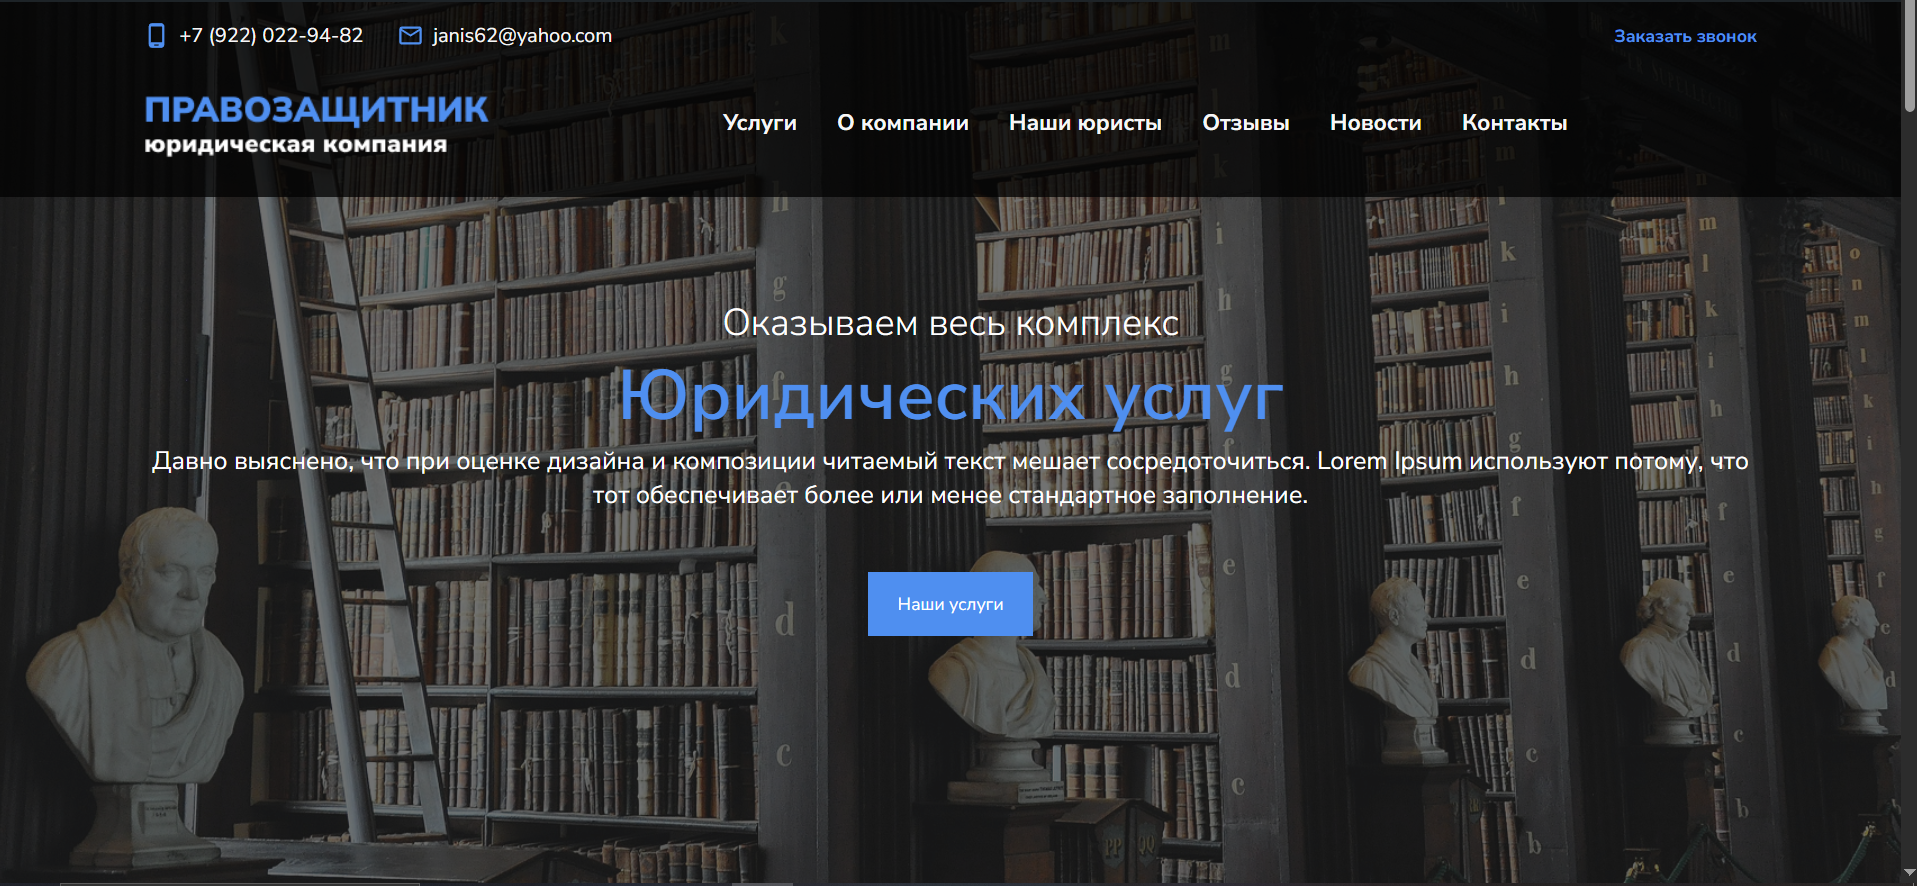 +7 (922) 022-94-82 janis62@yahoo.com Заказать звонок
ПРАВОЗАЩИТНИК
юридическая компания
Услуги О компании Наши юристы Отзывы Новости Контакты
Оказываем весь комплекс
Юридических услуг
Давно выяснено, что при оценке дизайна и композиции читаемый текст мешает сосредоточиться. Lorem Ipsum используют потому, что
тот обеспечивает более или менее стандартное заполнение.
Наши услуги